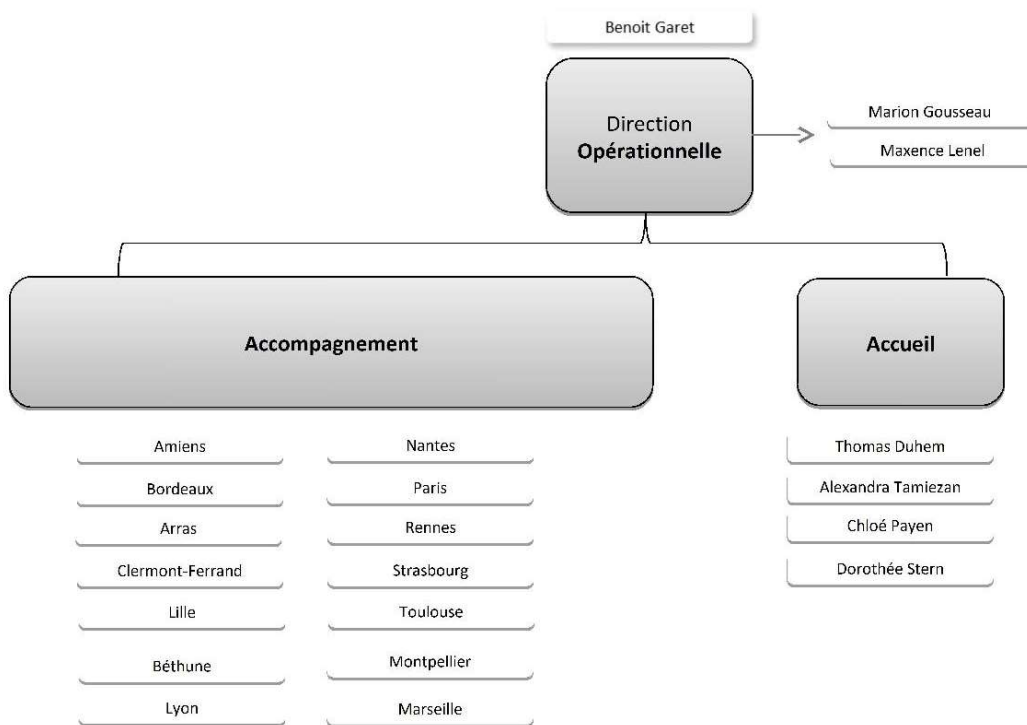 Benoit Garet
Direction
Opérationnelle
Marion Gousseau
Maxence Lenel
Accompagnement
Accueil
Amiens
Bordeaux
Arras
Clermont-Ferrand
Lille
Béthune
Lyon
Nantes
Paris
Rennes
Strasbourg
Toulouse
Montpellier
Marseille
Thomas Duhem
Alexandra Tamiezan
Chloé Payen
Dorothée Stern